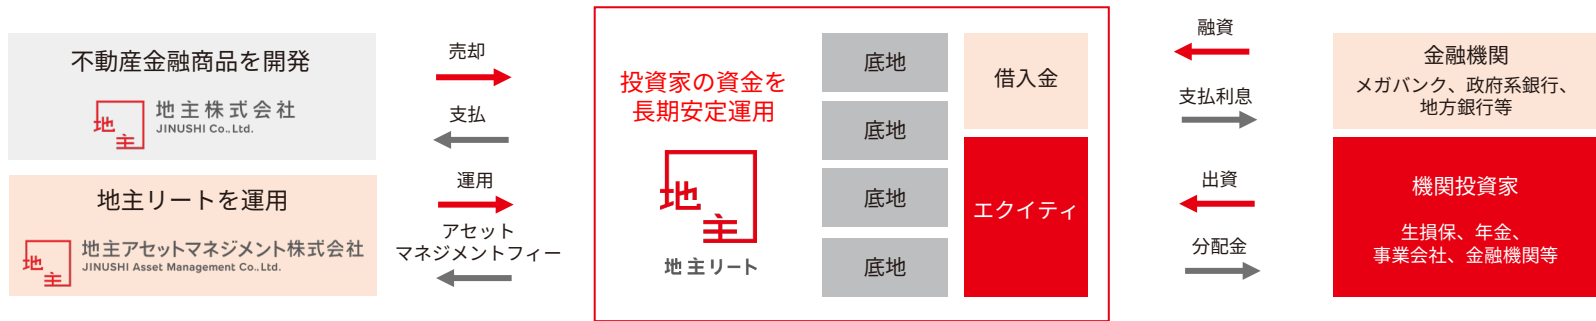 不動産金融商品を開発
地主
地主株式会社
JINUSHI Co., Ltd.
地主リートを運用
地主
地主アセットマネジメント株式会社
JINUSHI Asset Management Co., Ltd.
売却
支払
運用
アセット
マネジメントフィー
投資家の資金を
長期安定運用
地主
地主リート
底地
底地
底地
底地
借入金
エクイティ
融資
支払利息
出資
分配金
金融機関
メガバンク、政府系銀行、
地方銀行等
機関投資家
生損保、年金、
事業会社、金融機関等